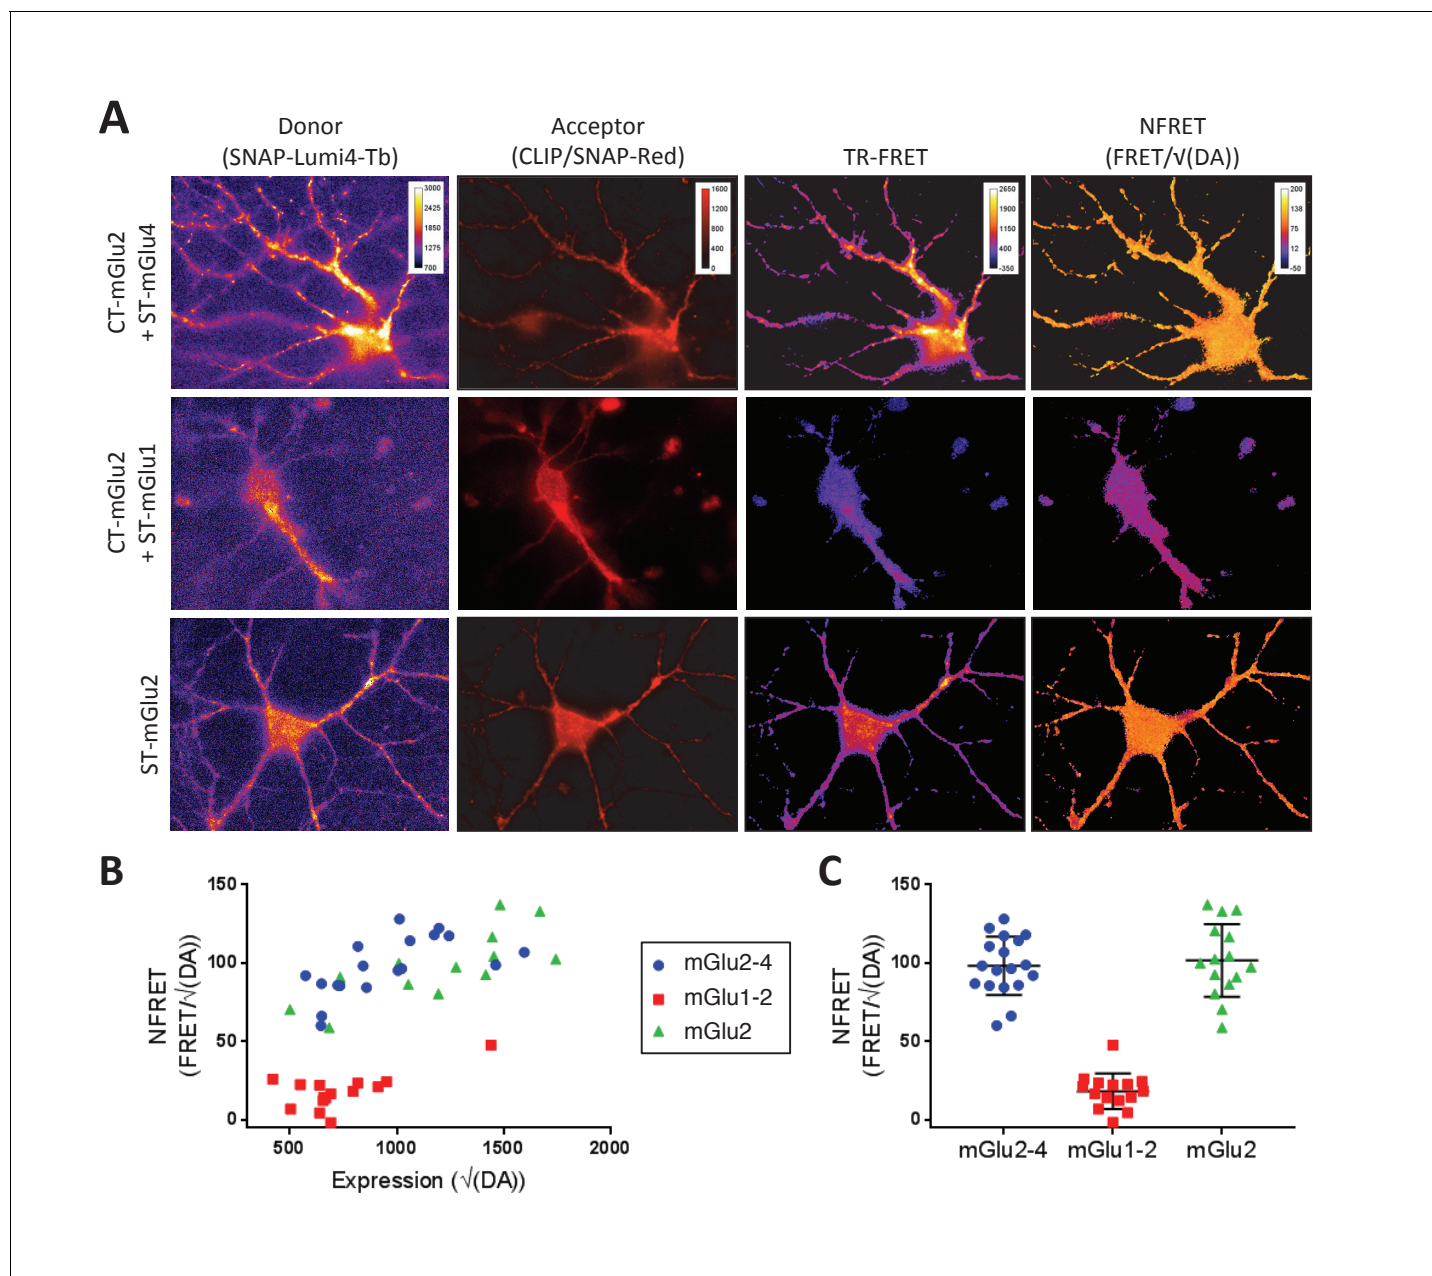 A
Donor
(SNAP-Lumi4-Tb)
Acceptor
(CLIP/SNAP-Red)
TR-FRET
NFRET
(FRET/√(DA))
CT-mGlu2
+ ST-mGlu4
3000
2425
1850
1275
700
1600
1200
800
400
0
2650
1900
1150
400
-350
200
138
75
12
-50
CT-mGlu2
+ ST-mGlu1
ST-mGlu2
B
NFRET
(FRET/√(DA))
150
100
50
0
500
1000
1500
2000
Expression (√(DA))
mGlu2-4
mGlu1-2
mGlu2
C
NFRET
(FRET/√(DA))
150
100
50
0
mGlu2-4
mGlu1-2
mGlu2